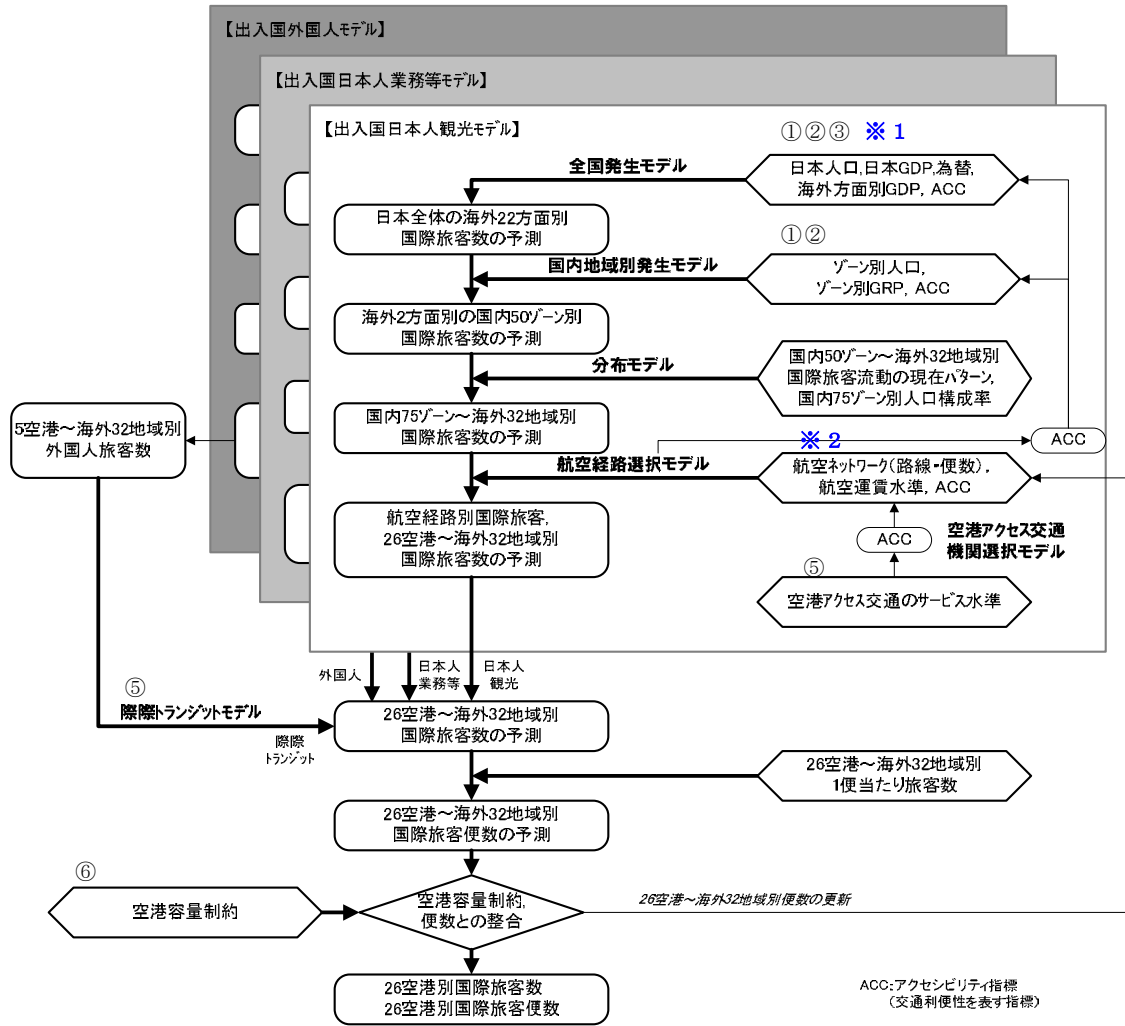 【出入国外国人モデル】
【出入国日本人業務等モデル】
【出入国日本人観光モデル】
①②③ ※1
全国発生モデル
日本人口,日本GDP,為替,
海外方面別GDP, ACC
日本全体の海外22方面別
国際旅客数の予測
①②
国内地域別発生モデル
ゾーン別人口,
ゾーン別GRP, ACC
海外2方面別の国内50ゾーン別
国際旅客数の予測
分布モデル
国内50ゾーン～海外32地域別
国際旅客流動の現在パターン,
国内75ゾーン別人口構成率
国内75ゾーン～海外32地域別
国際旅客数の予測
5空港～海外32地域別
外国人旅客数
※2
ACC
航空経路選択モデル
航空ネットワーク(路線・便数),
航空運賃水準, ACC
航空経路別国際旅客,
26空港～海外32地域別
国際旅客数の予測
ACC
空港アクセス交通
機関選択モデル
⑤
空港アクセス交通のサービス水準
外国人
日本人
業務等
日本人
観光
⑤
際際トランジットモデル
際際
トランジット
26空港～海外32地域別
国際旅客数の予測
26空港～海外32地域別
1便当たり旅客数
26空港～海外32地域別
国際旅客便数の予測
⑥
空港容量制約
空港容量制約,
便数との整合
26空港～海外32地域別便数の更新
26空港別国際旅客数
26空港別国際旅客便数
ACC:アクセシビリティ指標
(交通利便性を表す指標)